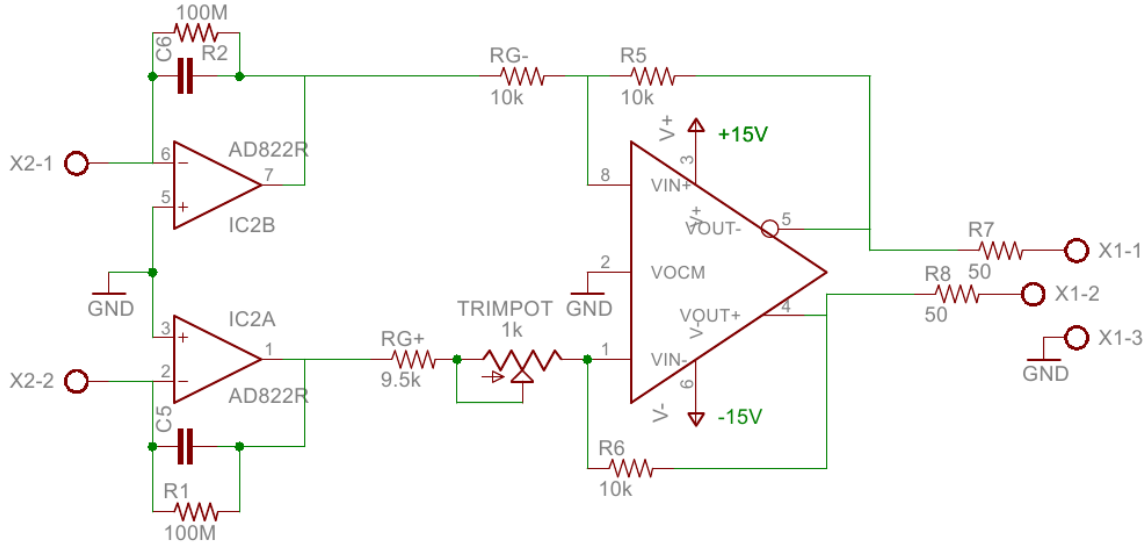 100M
C6
R2
X2-1
6
5
7
AD822R
IC2B
GND
X2-2
3
2
1
IC2A
AD822R
C5
R1
100M
RG-
10k
R5
10k
RG+
9.5k
TRIMPOT
1k
GND
V+
+15V
3
8
VIN+
V+
VOUT-
5
2
VOCM
VOUT+
4
V-
1
VIN-
6
V-
-15V
R6
10k
R7
50
X1-1
R8
50
X1-2
X1-3
GND